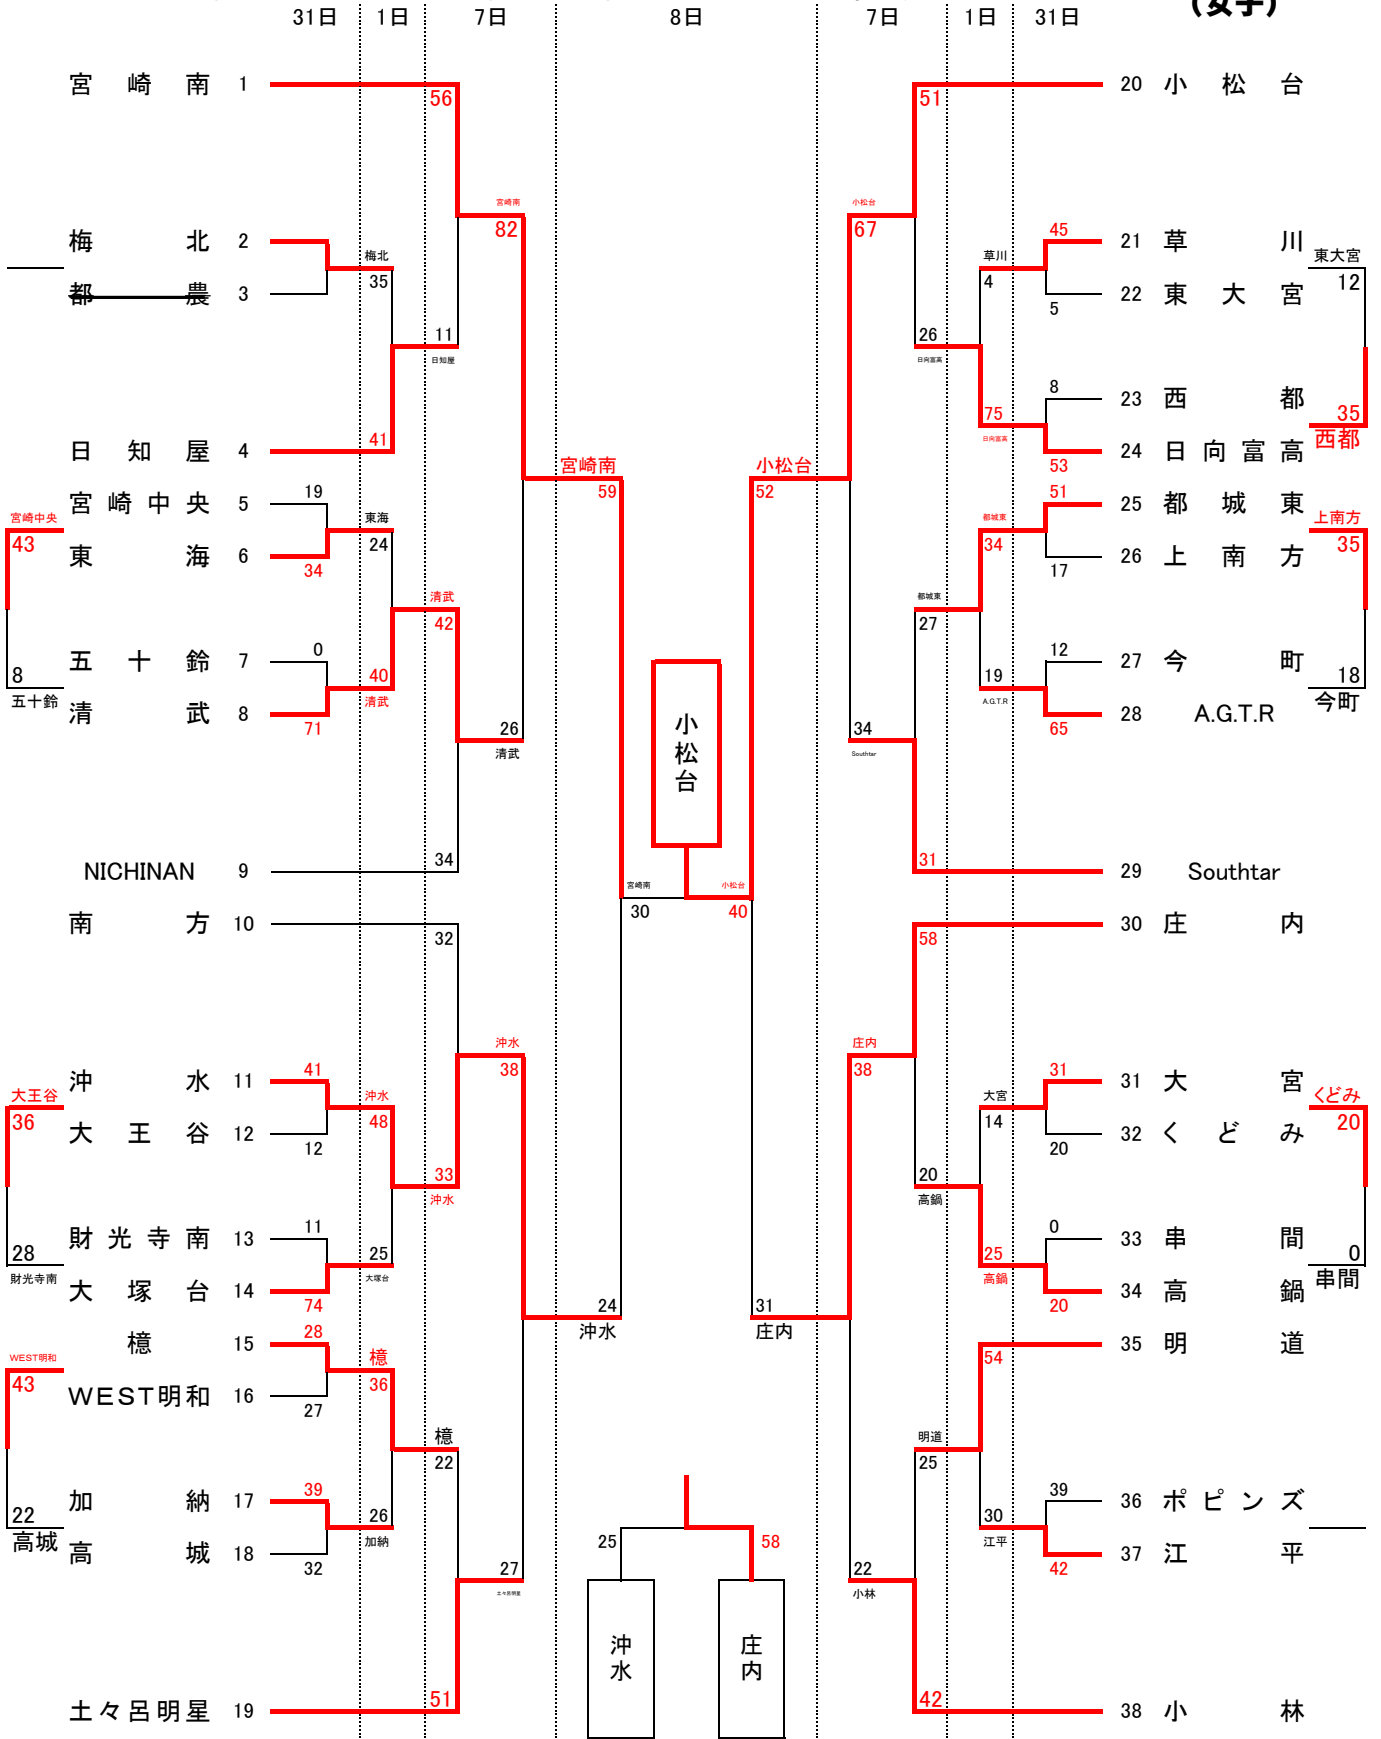 (女子)
31日 1日 7日 8日 7日 1日 31日
宮崎南 1 56 51 20 小松台
宮崎南 小松台
82 67
45
梅北 2 梅北 草川 21 草川 東大宮
35 4 12
都農 3 22 東大宮
5
11 26
日知屋 日向富高
8
23 西都
41 75 35
日知屋 4 日向富高 24 日向富高 西都
宮崎南 小松台 53
59 52
19 51
宮崎中央 5 25 都城東
宮崎中央 東海 都城東 上南方
43 24 34 35
東海 6 26 上南方
34 17
清武 都城東
42 27
0 12
五十鈴 7 27 今町
8 40 19 18
五十鈴 清武 A.G.T.R 今町
清武 8 28 A.G.T.R
71 65
26 34
清武 Southtar
小松台
34 31
NICHINAN 9 29 Southtar
宮崎南 小松台
30 40
南方 10 30 庄内
32 58
沖水 庄内
38 38
41 31
沖水 11 31 大宮
大王谷 沖水 大宮 くどみ
36 48 14 20
大王谷 12 32 くどみ
12 20
33 20
沖水 高鍋
11 0
財光寺南 13 33 串間
28 25 25 0
財光寺南 大塚台 高鍋 串間
大塚台 14 34 高鍋
74 20
24 31
沖水 庄内
28 54
檍 15 35 明道
WEST明和 檍
43 36
WEST明和 16
27
檍 明道
22 25
39 39
加納 17 36 ポピンズ
22 26 30
高城 加納 江平
高城 18 37 江平
32 42
25 58
27 22
土々呂明星 小林
沖水 庄内
51 42
土々呂明星 19 38 小林